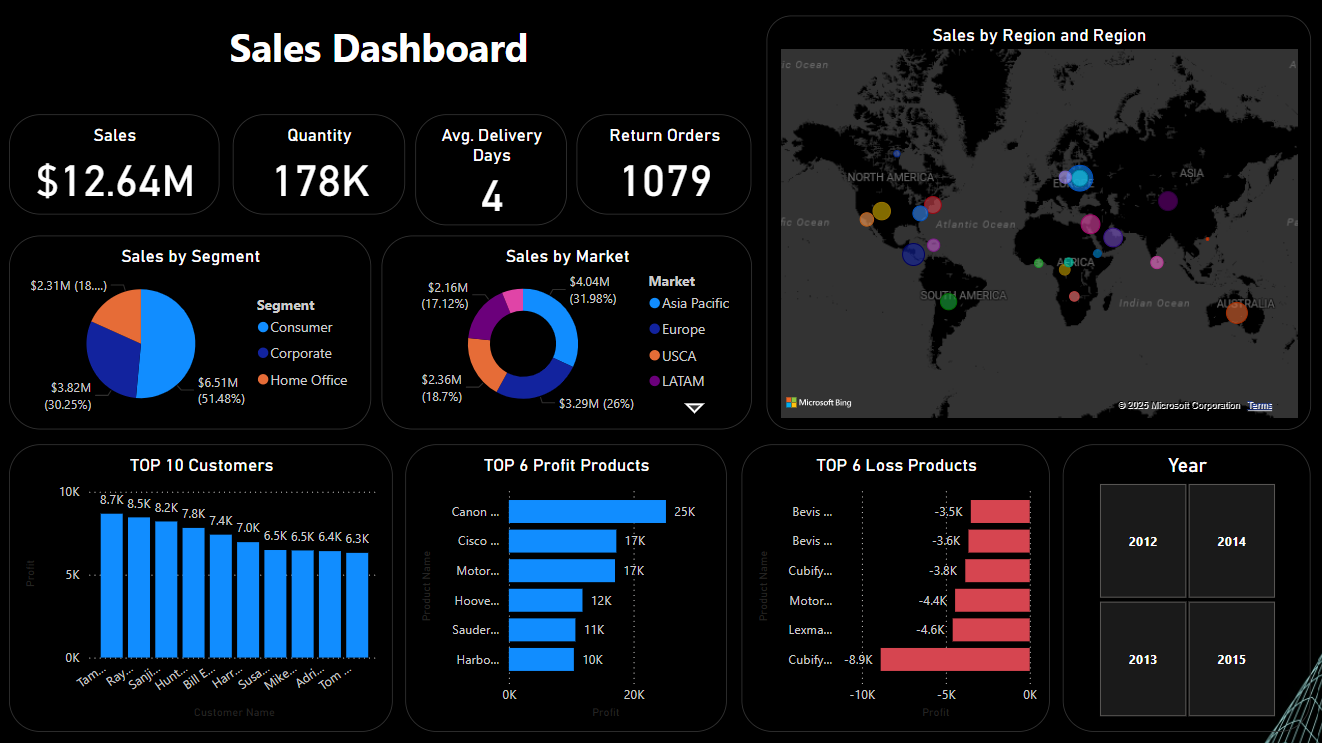 Sales Dashboard
Sales
$12.64M
Quantity
178K
Avg. Delivery
Days
4
Return Orders
1079
Sales by Region and Region
ic Ocean
A
NORTH AMERICA
EUROPE
ASIA
ific Ocean
Atlantic Ocean
Pa
AFRICA
SOUTH AMERICA
Indian Ocean
AUSTRALIA
Microsoft Bing
© 2025 Microsoft Corporation
Terms
Sales by Segment
$2.31M (18....)
$3.82M
(30.25%)
$6.51M
(51.48%)
Segment
Consumer
Corporate
Home Office
Sales by Market
$2.16M
(17.12%)
$4.04M
(31.98%)
$2.36M
(18.7%)
$3.29M (26%)
Market
Asia Pacific
Europe
USCA
LATAM
TOP 10 Customers
Profit
10K
5K
0K
8.7K
8.5K
8.2K
7.8K
7.4K
7.0K
6.5K
6.5K
6.4K
6.3K
Tam...
Ray...
Sanji...
Hunt...
Bill E...
Harr...
Susa...
Mike...
Adri...
Tom ...
Customer Name
TOP 6 Profit Products
Product Name
Canon ...
25K
Cisco ...
17K
Motor...
17K
Hoove...
12K
Sauder...
11K
Harbo...
10K
0K
20K
Profit
TOP 6 Loss Products
Product Name
Bevis ...
-3.5K
Bevis ...
-3.6K
Cubify...
-3.8K
Motor...
-4.4K
Lexma...
-4.6K
Cubify...
-8.9K
-10K
-5K
0K
Profit
Year
2012
2014
2013
2015